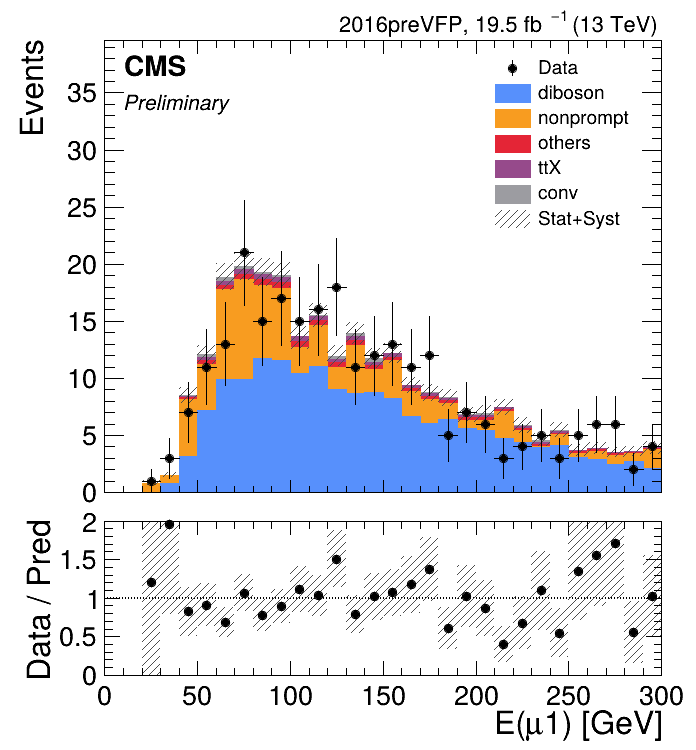 2016preVFP, 19.5 fb⁻¹ (13 TeV)
CMS
Preliminary
Data
diboson
nonprompt
others
ttX
conv
Stat+Syst
Events
35
30
25
20
15
10
5
0
Data / Pred
2
1.5
1
0.5
0
0 50 100 150 200 250 300
E(μ1) [GeV]